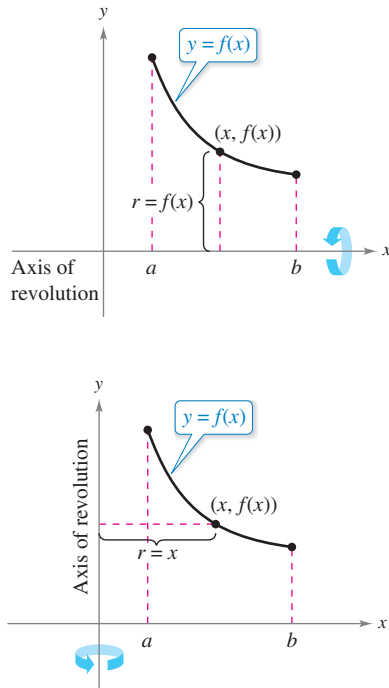 y
y = f(x)
(x, f(x))
r = f(x)
x
Axis of
revolution
a
b
y
y = f(x)
Axis of revolution
(x, f(x))
r = x
x
a
b